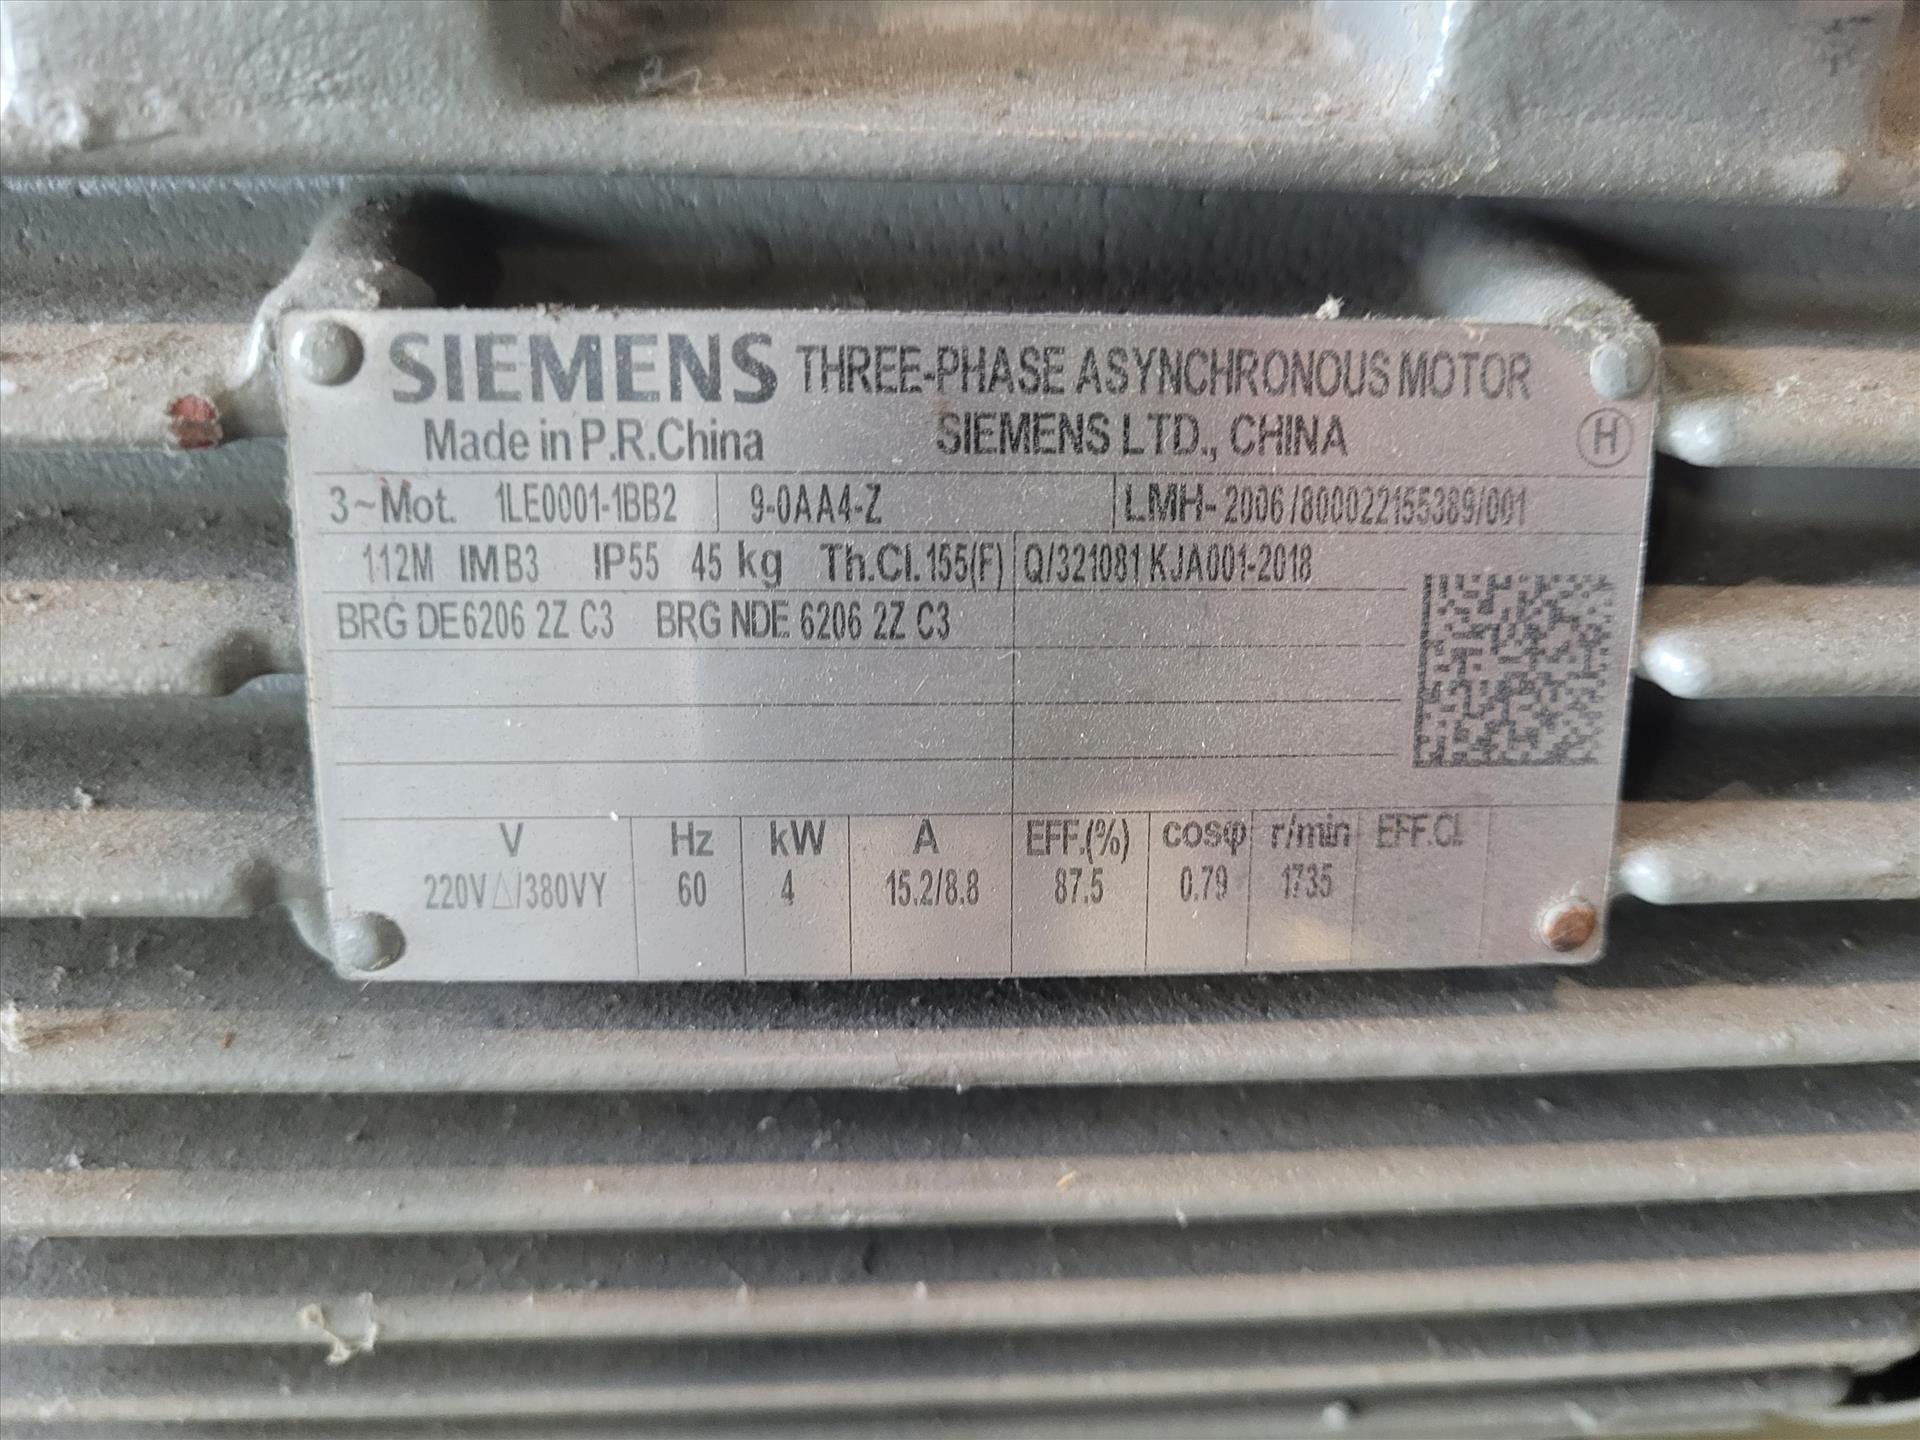 SIEMENS THREE-PHASE ASYNCHRONOUS MOTOR
Made in P.R.China SIEMENS LTD., CHINA H
3~Mot. 1LE0001-1BB2 9-0AA4-Z LMH-2006/800022155389/001
112M IM B3 IP55 45 kg Th.Cl.155(F) Q/321081 KJA001-2018
BRG DE6206 2Z C3 BRG NDE 6206 2Z C3
V Hz kW A EFF.(%) cosφ r/min EFF.CL
220V△/380VY 60 4 15.2/8.8 87.5 0.79 1735